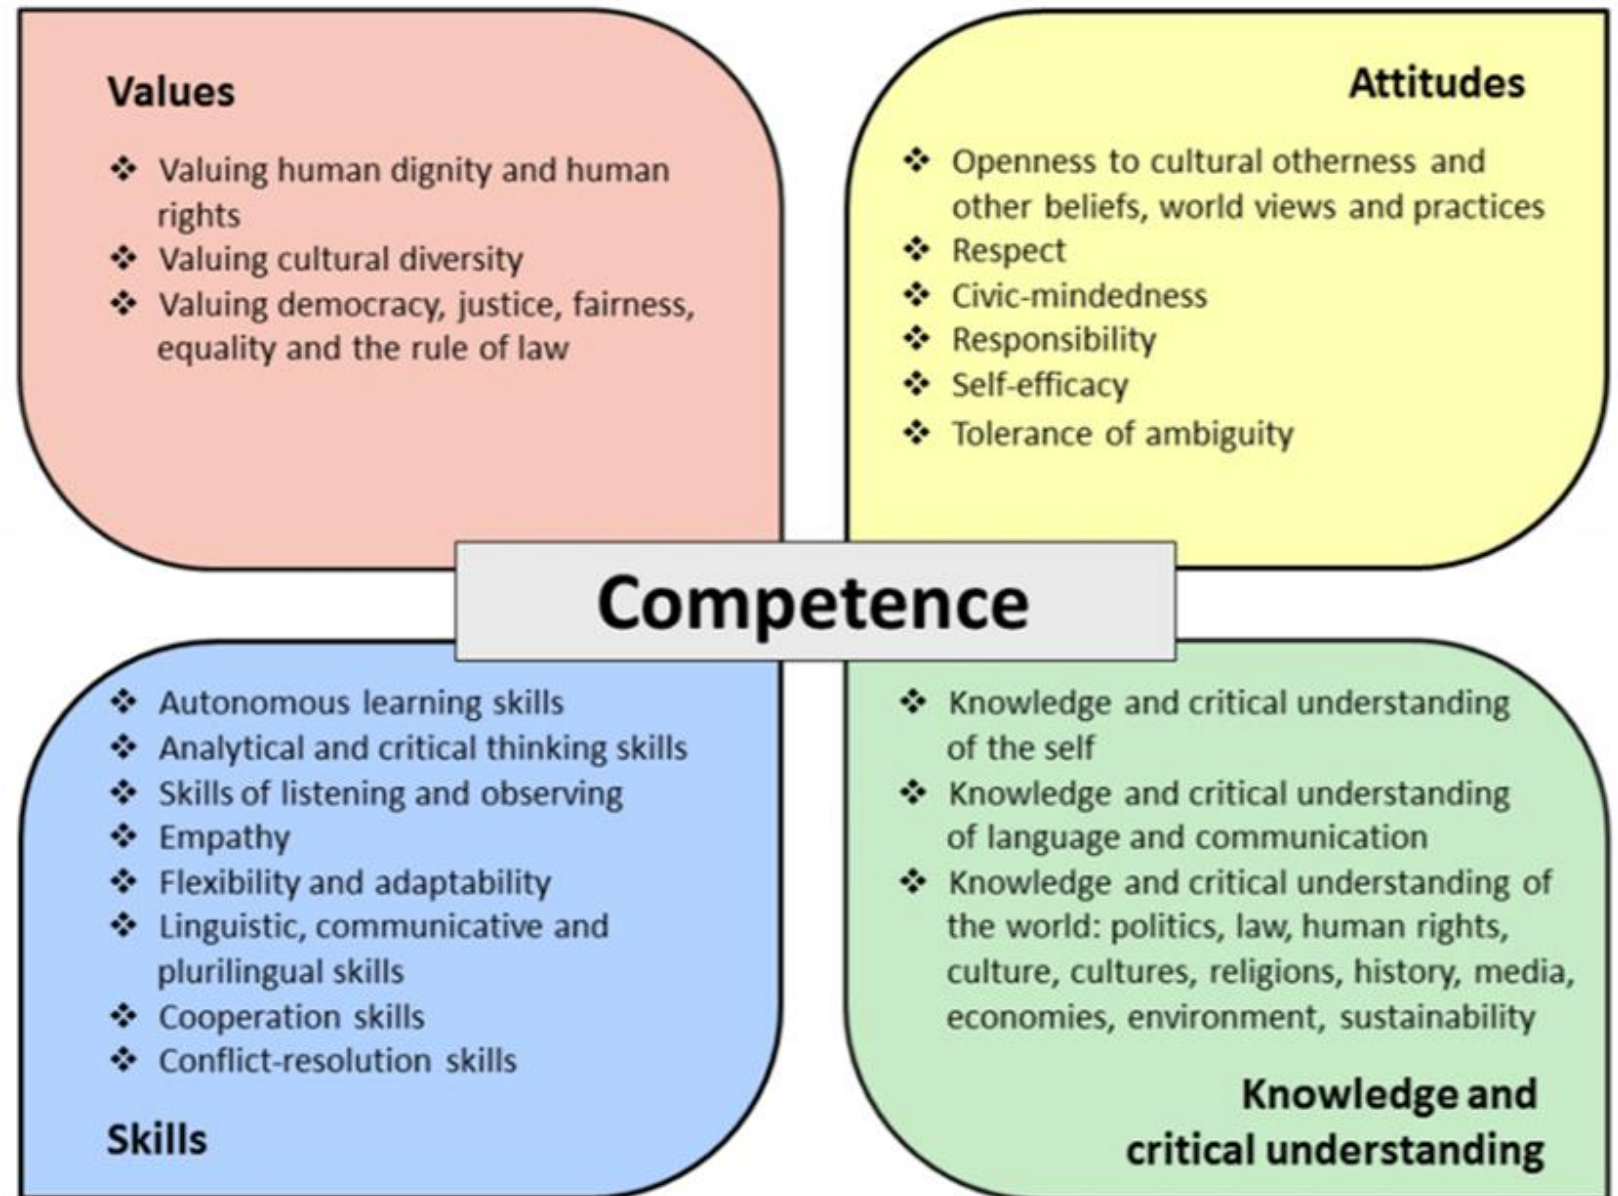 Values
❖ Valuing human dignity and human
rights
❖ Valuing cultural diversity
❖ Valuing democracy, justice, fairness,
equality and the rule of law
Attitudes
❖ Openness to cultural otherness and
other beliefs, world views and practices
❖ Respect
❖ Civic-mindedness
❖ Responsibility
❖ Self-efficacy
❖ Tolerance of ambiguity
Competence
❖ Autonomous learning skills
❖ Analytical and critical thinking skills
❖ Skills of listening and observing
❖ Empathy
❖ Flexibility and adaptability
❖ Linguistic, communicative and
plurilingual skills
❖ Cooperation skills
❖ Conflict-resolution skills
Skills
❖ Knowledge and critical understanding
of the self
❖ Knowledge and critical understanding
of language and communication
❖ Knowledge and critical understanding of
the world: politics, law, human rights,
culture, cultures, religions, history, media,
economies, environment, sustainability
Knowledge and
critical understanding